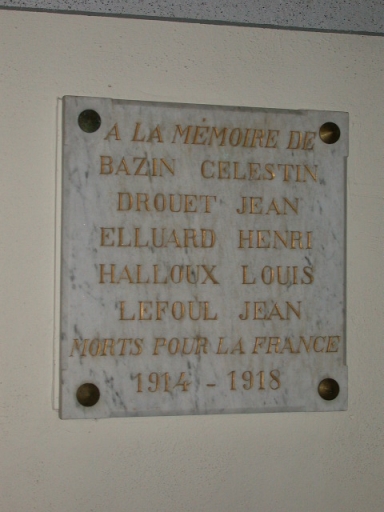 A LA MÉMOIRE DE
BAZIN CELESTIN
DROUET JEAN
ELLUARD HENRI
HALLOUX LOUIS
LEFOUL JEAN
MORTS POUR LA FRANCE
1914 - 1918